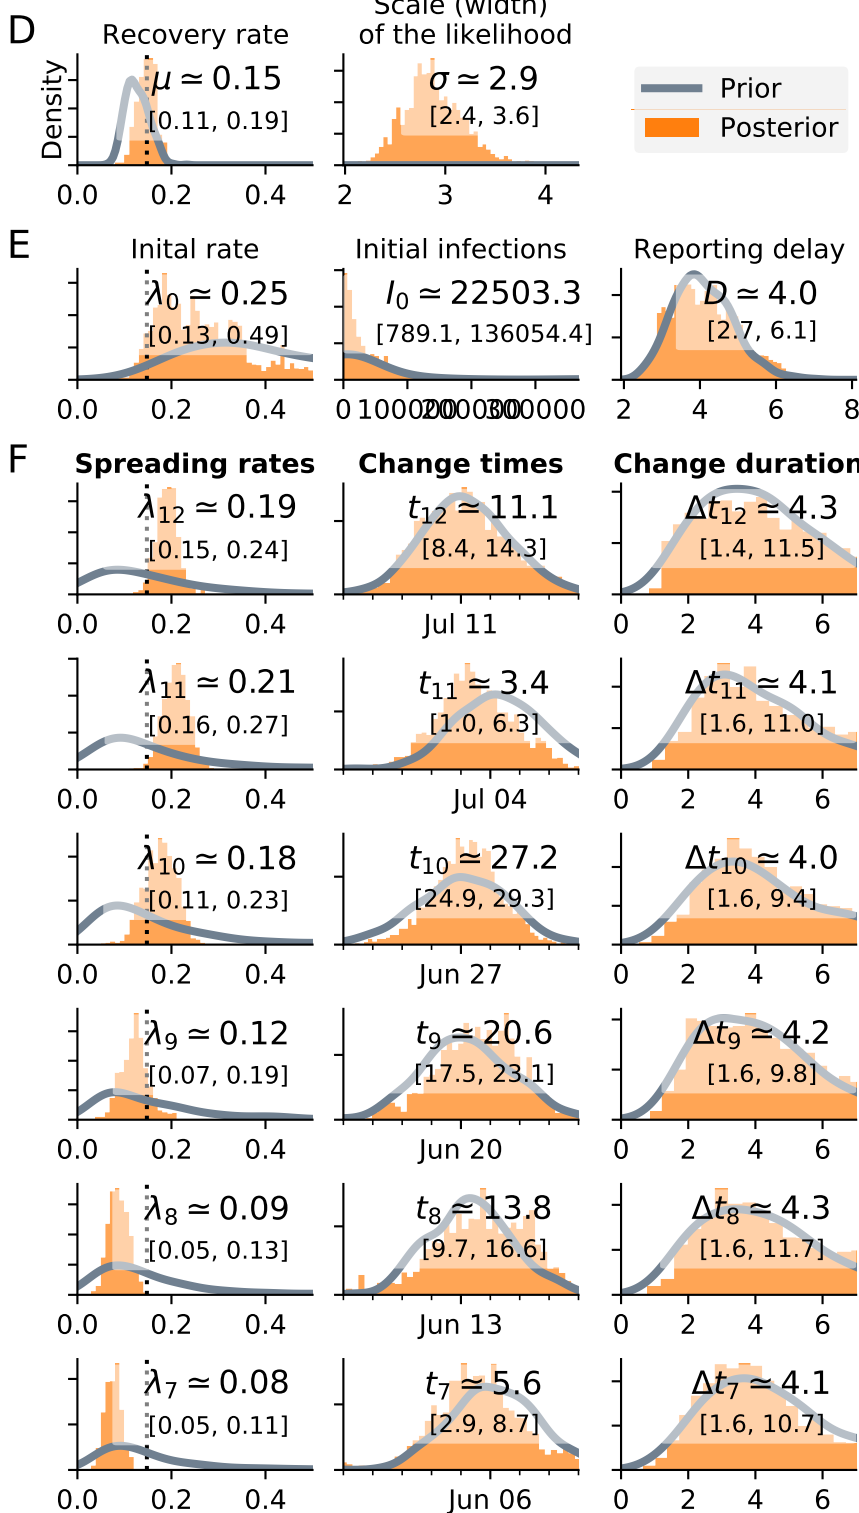 D
Recovery rate
Scale (width)
of the likelihood
Density
μ ≃ 0.15
[0.11, 0.19]
0.0 0.2 0.4
σ ≃ 2.9
[2.4, 3.6]
2 3 4
Prior
Posterior
E
Inital rate
λ0 ≃ 0.25
[0.13, 0.49]
0.0 0.2 0.4
Initial infections
I0 ≃ 22503.3
[789.1, 136054.4]
0 100000 200000 300000
Reporting delay
D ≃ 4.0
[2.7, 6.1]
2 4 6 8
F
Spreading rates
Change times
Change duration
λ12 ≃ 0.19
[0.15, 0.24]
0.0 0.2 0.4
t12 ≃ 11.1
[8.4, 14.3]
Jul 11
Δt12 ≃ 4.3
[1.4, 11.5]
0 2 4 6
λ11 ≃ 0.21
[0.16, 0.27]
0.0 0.2 0.4
t11 ≃ 3.4
[1.0, 6.3]
Jul 04
Δt11 ≃ 4.1
[1.6, 11.0]
0 2 4 6
λ10 ≃ 0.18
[0.11, 0.23]
0.0 0.2 0.4
t10 ≃ 27.2
[24.9, 29.3]
Jun 27
Δt10 ≃ 4.0
[1.6, 9.4]
0 2 4 6
λ9 ≃ 0.12
[0.07, 0.19]
0.0 0.2 0.4
t9 ≃ 20.6
[17.5, 23.1]
Jun 20
Δt9 ≃ 4.2
[1.6, 9.8]
0 2 4 6
λ8 ≃ 0.09
[0.05, 0.13]
0.0 0.2 0.4
t8 ≃ 13.8
[9.7, 16.6]
Jun 13
Δt8 ≃ 4.3
[1.6, 11.7]
0 2 4 6
λ7 ≃ 0.08
[0.05, 0.11]
0.0 0.2 0.4
t7 ≃ 5.6
[2.9, 8.7]
Jun 06
Δt7 ≃ 4.1
[1.6, 10.7]
0 2 4 6